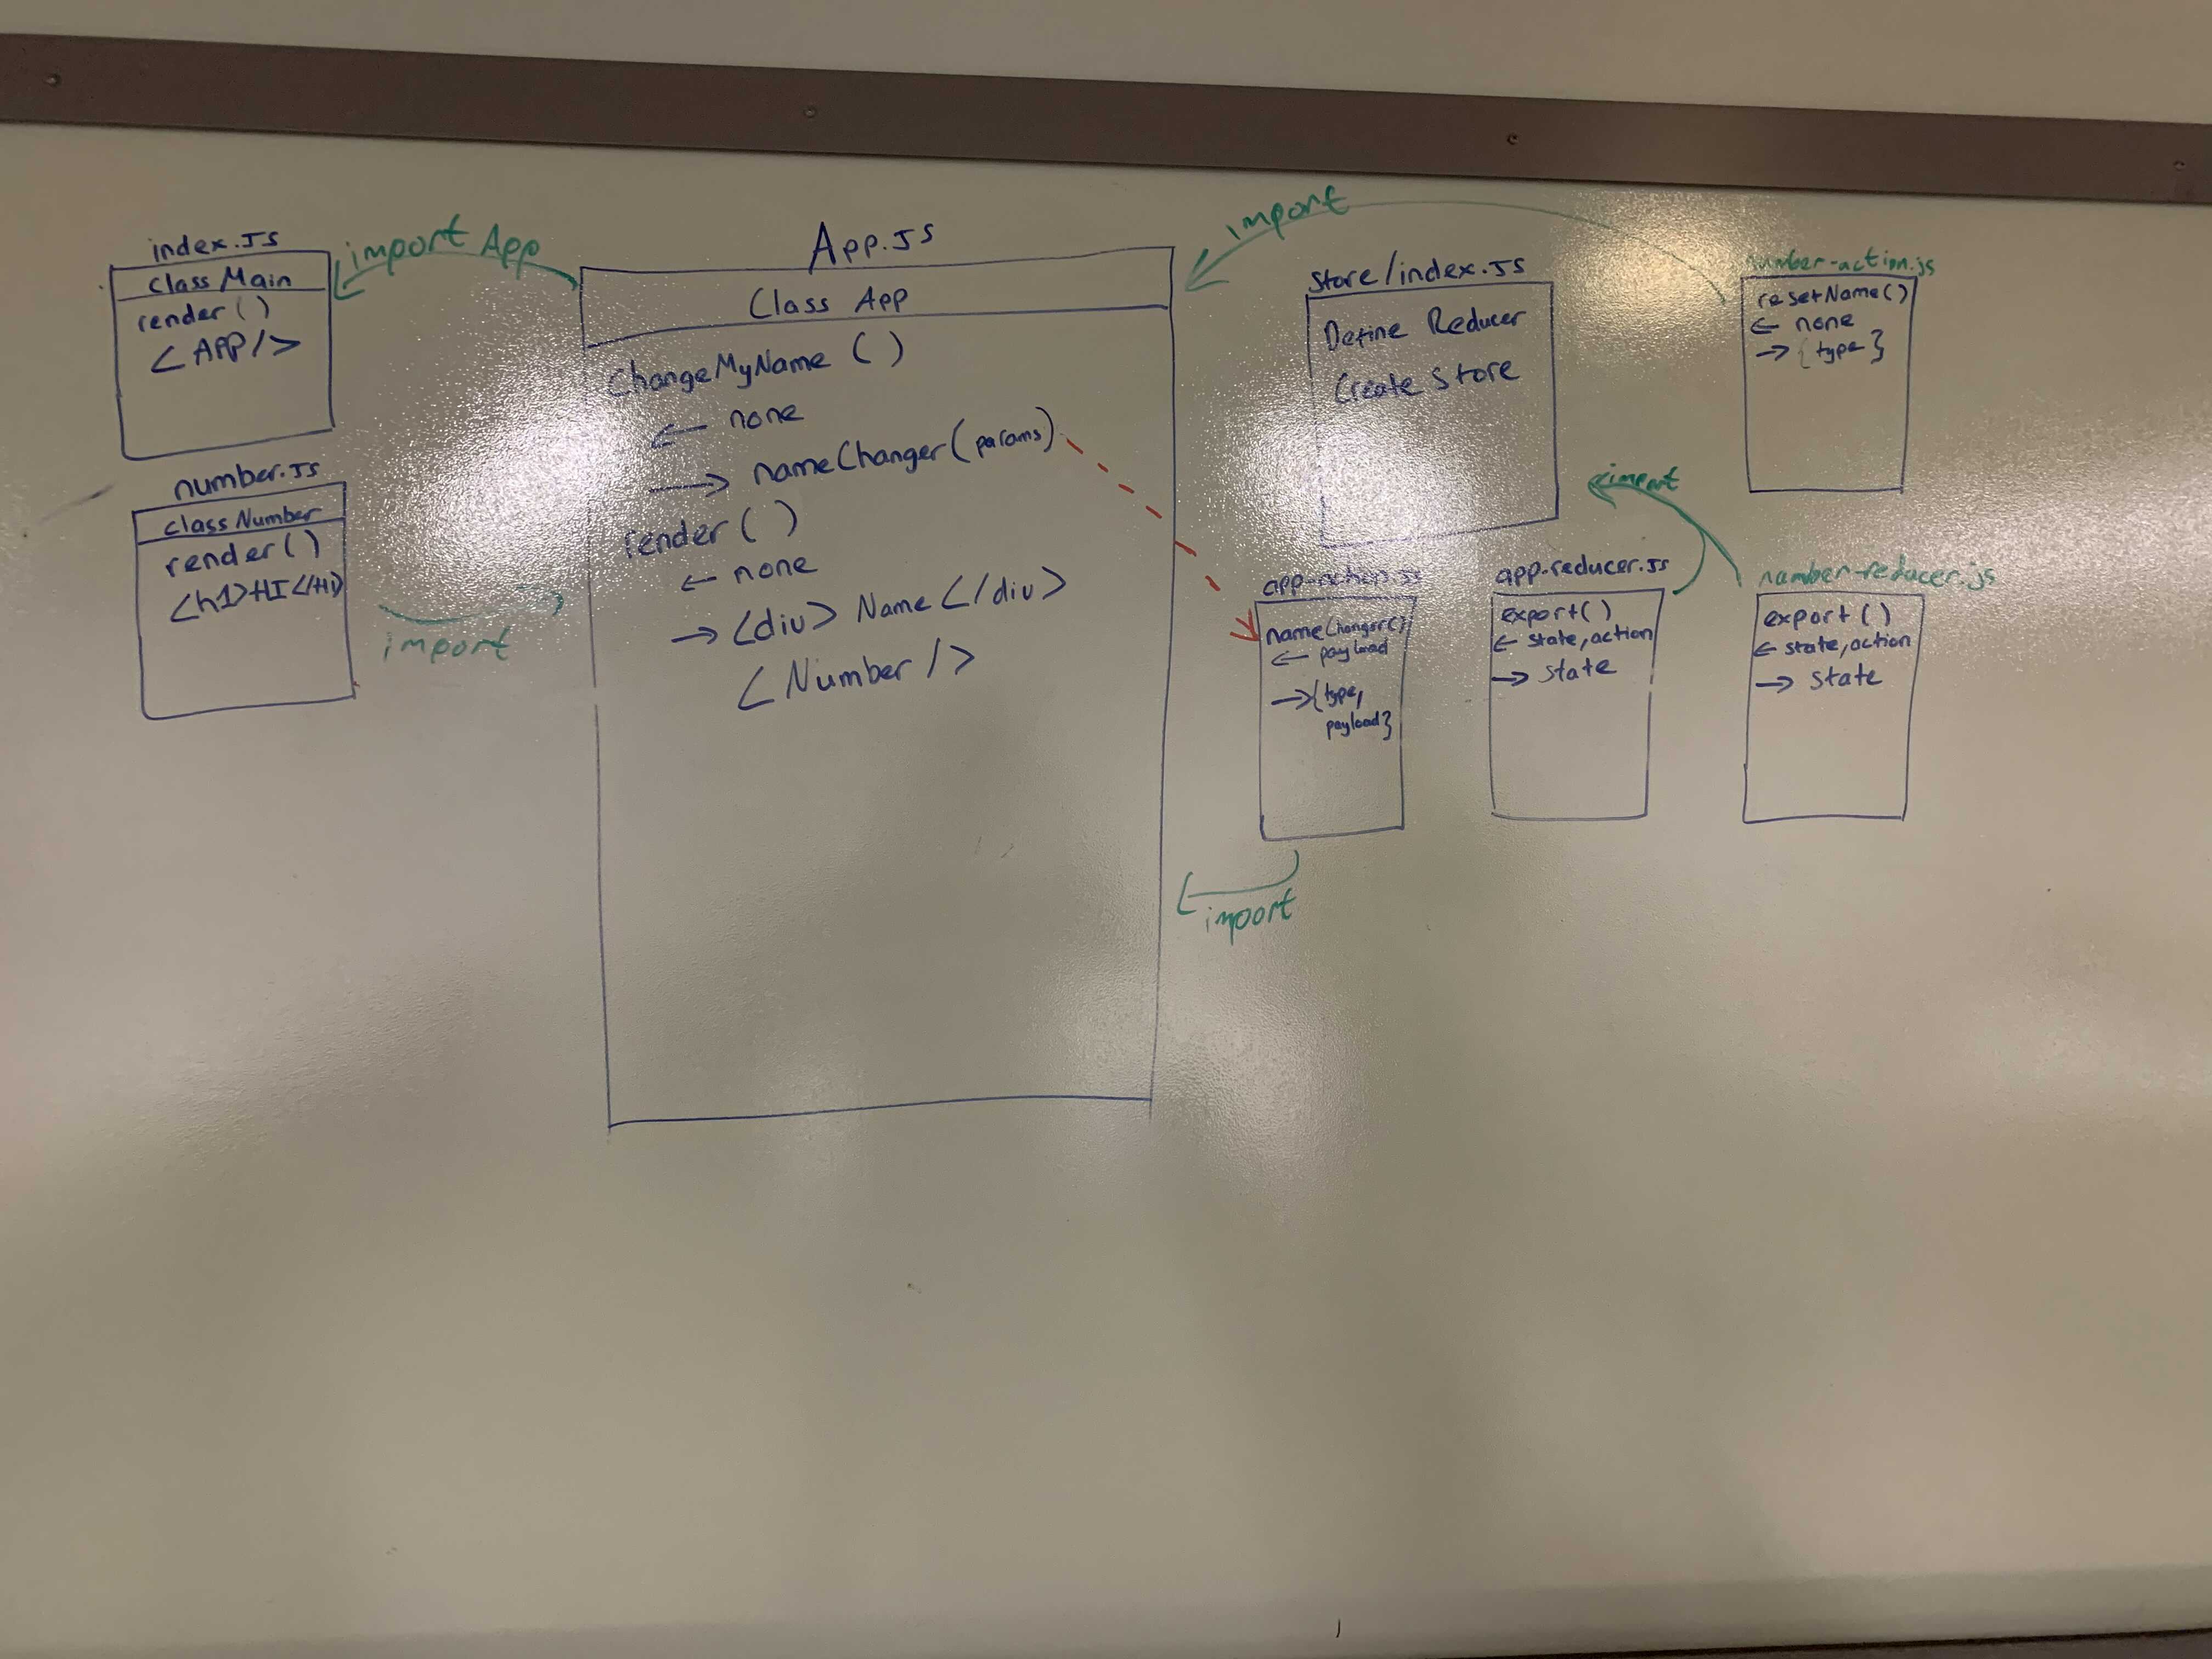 index.JS
class Main
render()
<APP/>
import App
number.JS
class Number
render()
<h1>HI</H1>
import
App.JS
Class App
changeMyName ()
← none
→ nameChanger(params)
render()
← none
→ <div> Name </div>
<Number/>
import
store/index.JS
Define Reducer
Create Store
number-action.js
resetName()
← none
→ {type}
import
app-action.JS
nameChanger()
← payload
→ {type,
payload}
import
app-reducer.JS
export()
← state,action
→ state
number-reducer.js
export()
← state,action
→ state